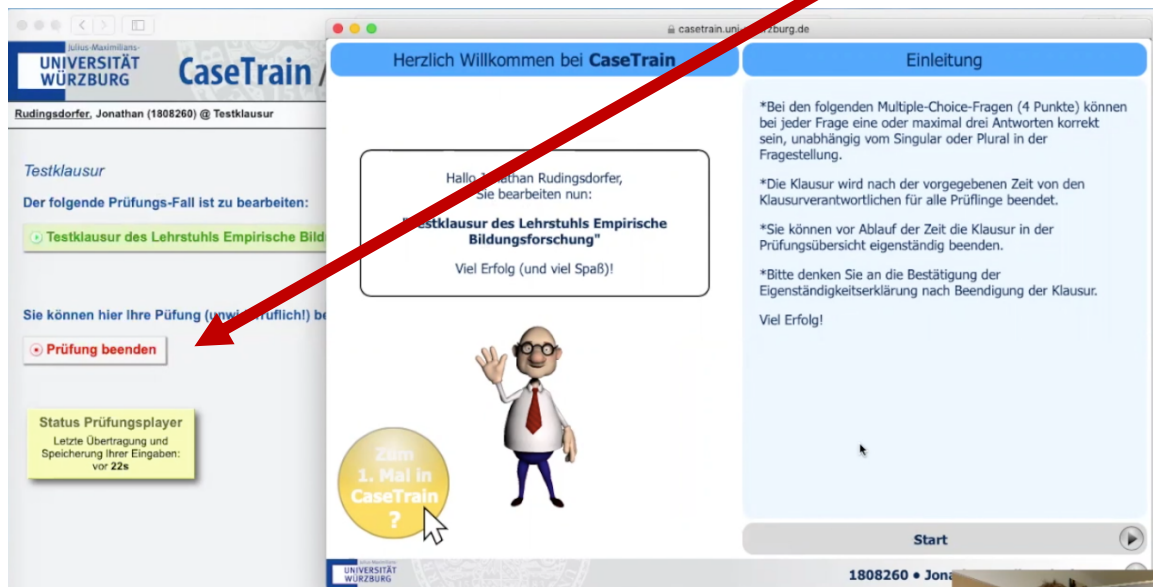 casetrain.uni-
zburg.de
Julius-Maximilians-
UNIVERSITÄT
WÜRZBURG
CaseTrain /
Rudingsdorfer, Jonathan (1808260) @ Testklausur
Testklausur
Der folgende Prüfungs-Fall ist zu bearbeiten:
Testklausur des Lehrstuhls Empirische Bild
Sie können hier Ihre Püfung (unwi rruflich!) be
Prüfung beenden
Status Prüfungsplayer
Letzte Übertragung und
Speicherung Ihrer Eingaben:
vor 22s
Herzlich Willkommen bei CaseTrain
Hallo Jonathan Rudingsdorfer,
Sie bearbeiten nun:
stklausur des Lehrstuhls Empirische
Bildungsforschung"
Viel Erfolg (und viel Spaß)!
Zum
1. Mal in
CaseTrain
?
Einleitung
*Bei den folgenden Multiple-Choice-Fragen (4 Punkte) können
bei jeder Frage eine oder maximal drei Antworten korrekt
sein, unabhängig vom Singular oder Plural in der
Fragestellung.
*Die Klausur wird nach der vorgegebenen Zeit von den
Klausurverantwortlichen für alle Prüflinge beendet.
*Sie können vor Ablauf der Zeit die Klausur in der
Prüfungsübersicht eigenständig beenden.
*Bitte denken Sie an die Bestätigung der
Eigenständigkeitserklärung nach Beendigung der Klausur.
Viel Erfolg!
Start
UNIVERSITÄT
WÜRZBURG
1808260 • Jona